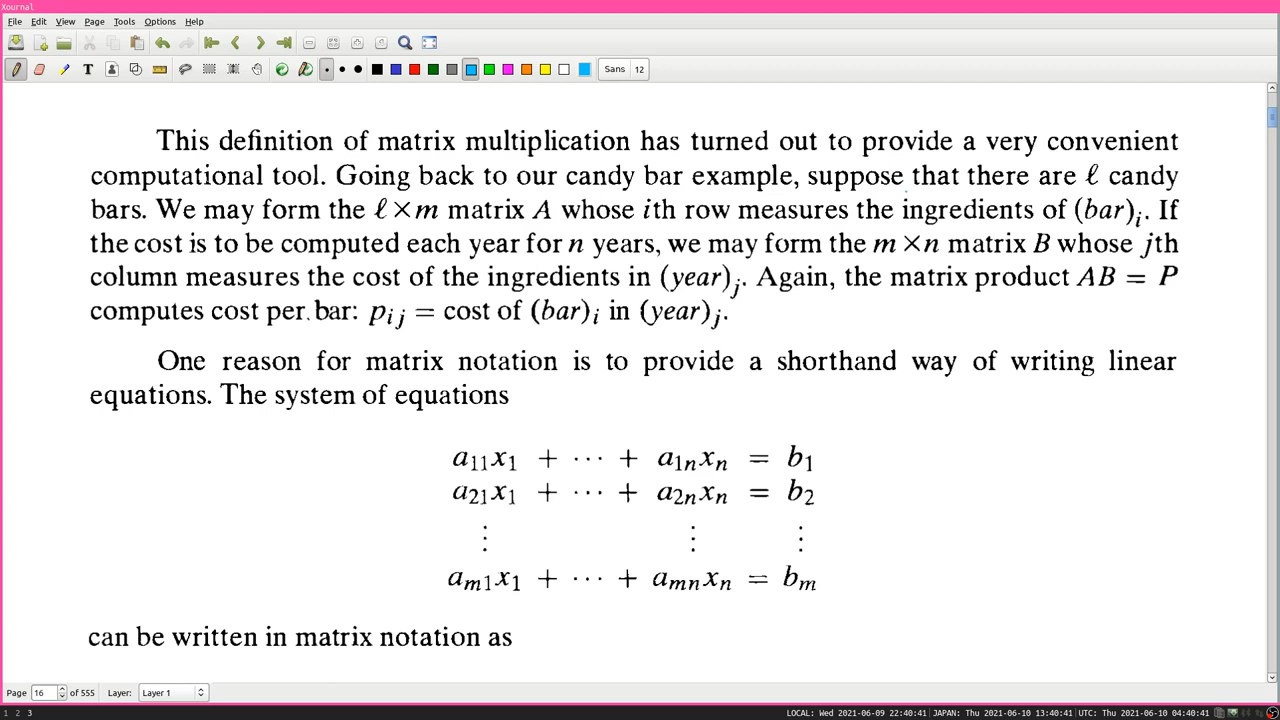 Xournal
File Edit View Page Tools Options Help
Sans 12
This definition of matrix multiplication has turned out to provide a very convenient
computational tool. Going back to our candy bar example, suppose that there are ℓ candy
bars. We may form the ℓ × m matrix A whose ith row measures the ingredients of (bar)ᵢ. If
the cost is to be computed each year for n years, we may form the m × n matrix B whose jth
column measures the cost of the ingredients in (year)ⱼ. Again, the matrix product AB = P
computes cost per bar: pᵢⱼ = cost of (bar)ᵢ in (year)ⱼ.
One reason for matrix notation is to provide a shorthand way of writing linear
equations. The system of equations
a₁₁x₁ + ⋯ + a₁ₙxₙ = b₁
a₂₁x₁ + ⋯ + a₂ₙxₙ = b₂
⋮ ⋮ ⋮
aₘ₁x₁ + ⋯ + aₘₙxₙ = bₘ
can be written in matrix notation as
Page 16 of 555 Layer: Layer 1
1 2 3 LOCAL: Wed 2021-06-09 22:40:41 | JAPAN: Thu 2021-06-10 13:40:41 | UTC: Thu 2021-06-10 04:40:41